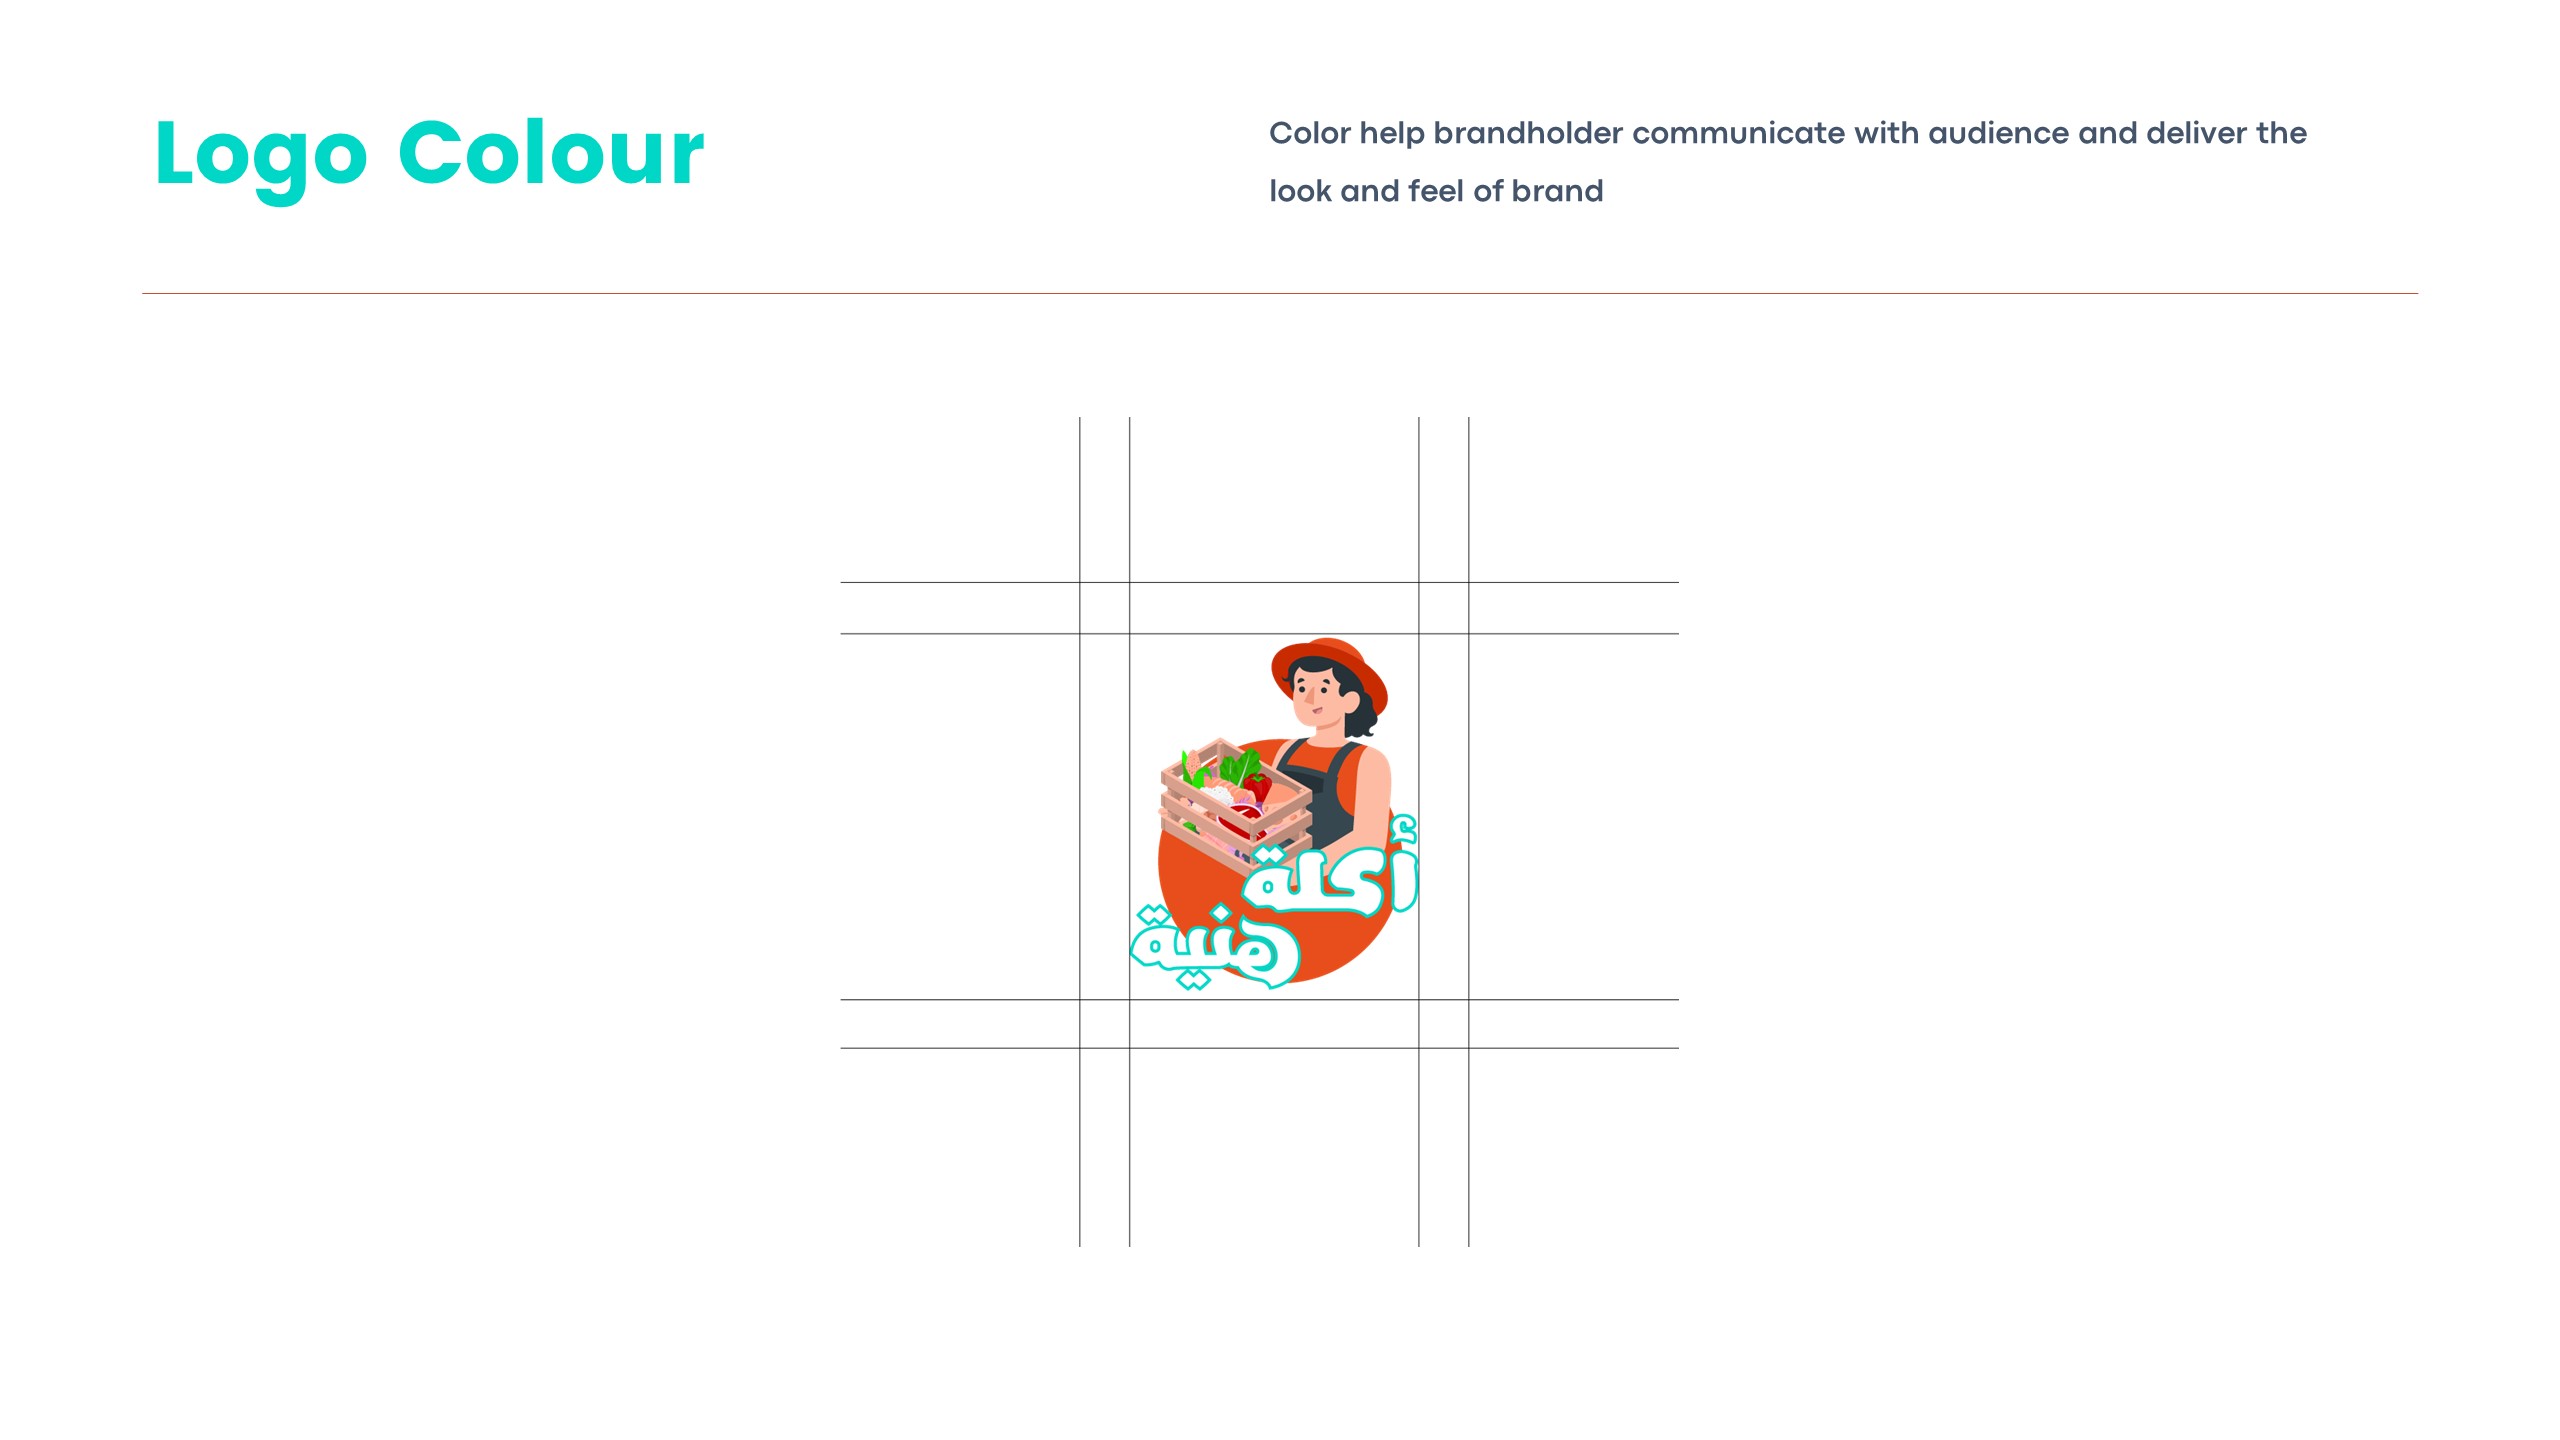 Logo Colour
Color help brandholder communicate with audience and deliver the
look and feel of brand
أكلة
هنية